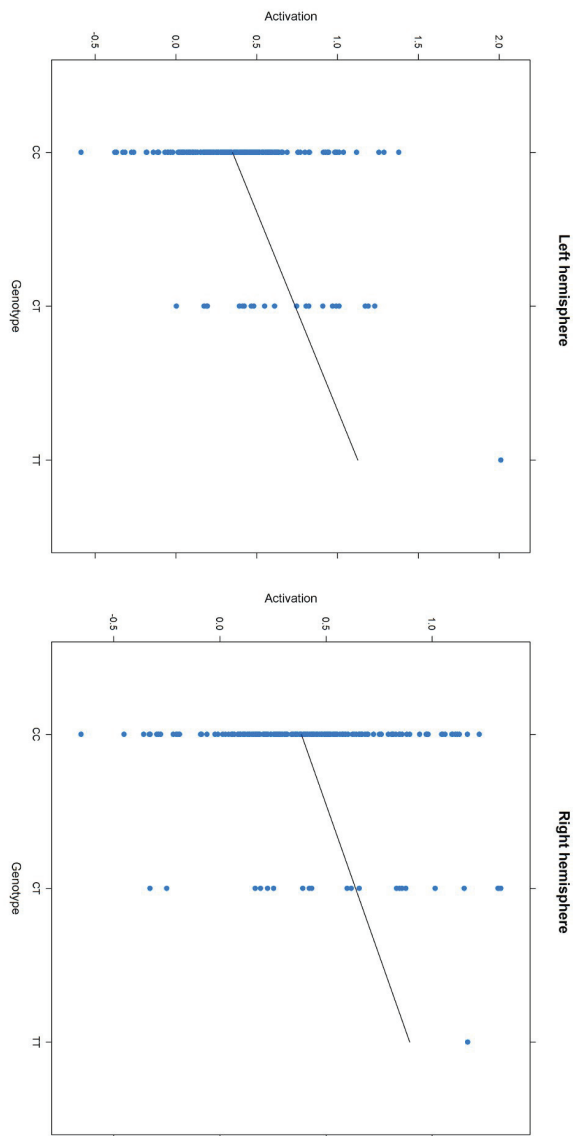 Left hemisphere
Activation
-0.5
0.0
0.5
1.0
1.5
2.0
CC
CT
TT
Genotype
Right hemisphere
Activation
-0.5
0.0
0.5
1.0
CC
CT
TT
Genotype